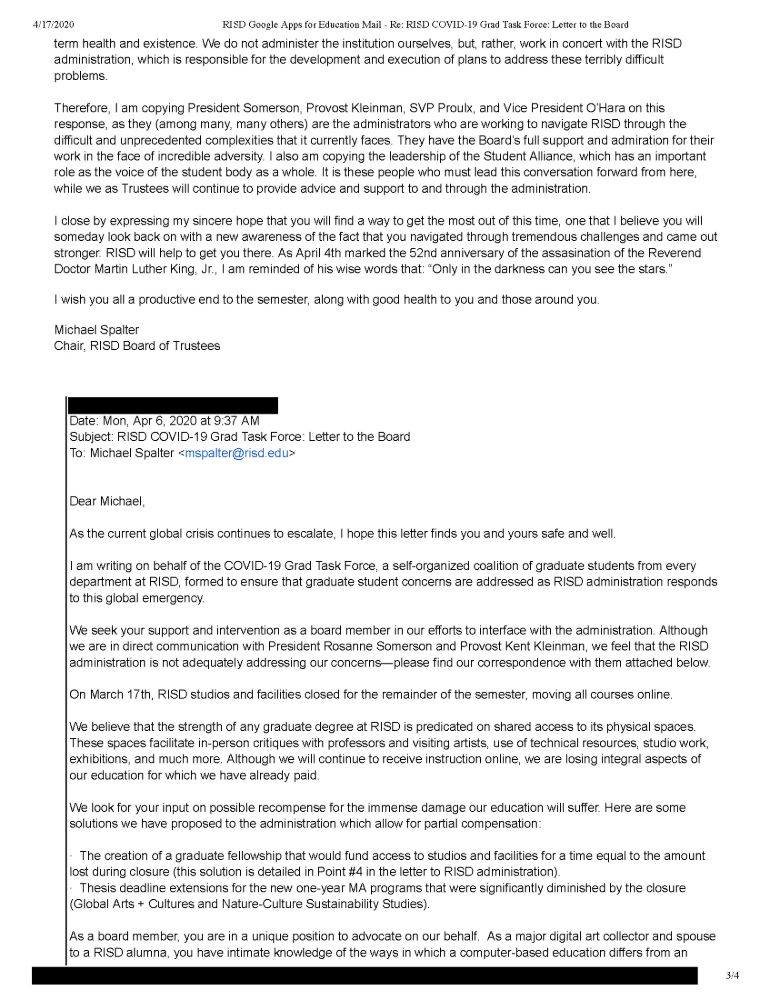 4/17/2020 RISD Google Apps for Education Mail - Re: RISD COVID-19 Grad Task Force: Letter to the Board
term health and existence. We do not administer the institution ourselves, but, rather, work in concert with the RISD
administration, which is responsible for the development and execution of plans to address these terribly difficult
problems.
Therefore, I am copying President Somerson, Provost Kleinman, SVP Proulx, and Vice President O'Hara on this
response, as they (among many, many others) are the administrators who are working to navigate RISD through the
difficult and unprecedented complexities that it currently faces. They have the Board's full support and admiration for their
work in the face of incredible adversity. I also am copying the leadership of the Student Alliance, which has an important
role as the voice of the student body as a whole. It is these people who must lead this conversation forward from here,
while we as Trustees will continue to provide advice and support to and through the administration.
I close by expressing my sincere hope that you will find a way to get the most out of this time, one that I believe you will
someday look back on with a new awareness of the fact that you navigated through tremendous challenges and came out
stronger. RISD will help to get you there. As April 4th marked the 52nd anniversary of the assasination of the Reverend
Doctor Martin Luther King, Jr., I am reminded of his wise words that: “Only in the darkness can you see the stars.”
I wish you all a productive end to the semester, along with good health to you and those around you.
Michael Spalter
Chair, RISD Board of Trustees
Date: Mon, Apr 6, 2020 at 9:37 AM
Subject: RISD COVID-19 Grad Task Force: Letter to the Board
To: Michael Spalter <mspalter@risd.edu>
Dear Michael,
As the current global crisis continues to escalate, I hope this letter finds you and yours safe and well.
I am writing on behalf of the COVID-19 Grad Task Force, a self-organized coalition of graduate students from every
department at RISD, formed to ensure that graduate student concerns are addressed as RISD administration responds
to this global emergency.
We seek your support and intervention as a board member in our efforts to interface with the administration. Although
we are in direct communication with President Rosanne Somerson and Provost Kent Kleinman, we feel that the RISD
administration is not adequately addressing our concerns—please find our correspondence with them attached below.
On March 17th, RISD studios and facilities closed for the remainder of the semester, moving all courses online.
We believe that the strength of any graduate degree at RISD is predicated on shared access to its physical spaces.
These spaces facilitate in-person critiques with professors and visiting artists, use of technical resources, studio work,
exhibitions, and much more. Although we will continue to receive instruction online, we are losing integral aspects of
our education for which we have already paid.
We look for your input on possible recompense for the immense damage our education will suffer. Here are some
solutions we have proposed to the administration which allow for partial compensation:
· The creation of a graduate fellowship that would fund access to studios and facilities for a time equal to the amount
lost during closure (this solution is detailed in Point #4 in the letter to RISD administration).
· Thesis deadline extensions for the new one-year MA programs that were significantly diminished by the closure
(Global Arts + Cultures and Nature-Culture Sustainability Studies).
As a board member, you are in a unique position to advocate on our behalf. As a major digital art collector and spouse
to a RISD alumna, you have intimate knowledge of the ways in which a computer-based education differs from an
3/4